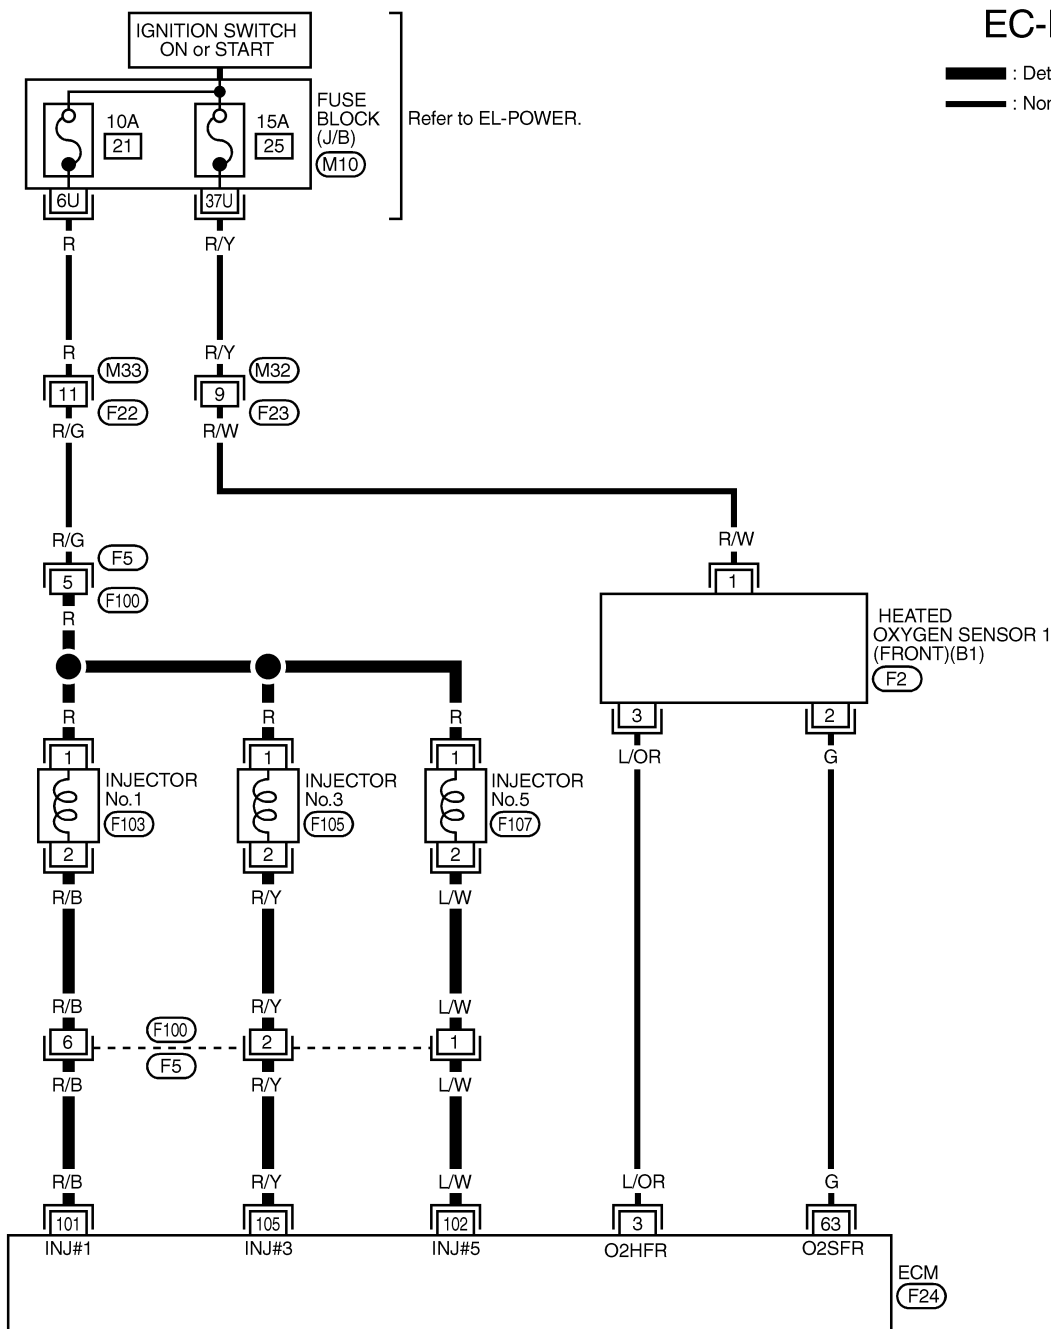 EC-
IGNITION SWITCH
ON or START
: Det
: Nor
FUSE
BLOCK
(J/B)
M10
Refer to EL-POWER.
10A
21
15A
25
6U
37U
R
R/Y
R
R/Y
M33
M32
11
9
F22
F23
R/G
R/W
R/G
R/W
F5
5
1
F100
R
HEATED
OXYGEN SENSOR 1
(FRONT)(B1)
F2
R
R
R
3
2
1
1
1
L/OR
G
INJECTOR
No.1
F103
INJECTOR
No.3
F105
INJECTOR
No.5
F107
2
2
2
R/B
R/Y
L/W
R/B
R/Y
L/W
F100
6
2
1
F5
R/B
R/Y
L/W
R/B
R/Y
L/W
L/OR
G
101
105
102
3
63
INJ#1
INJ#3
INJ#5
O2HFR
O2SFR
ECM
F24